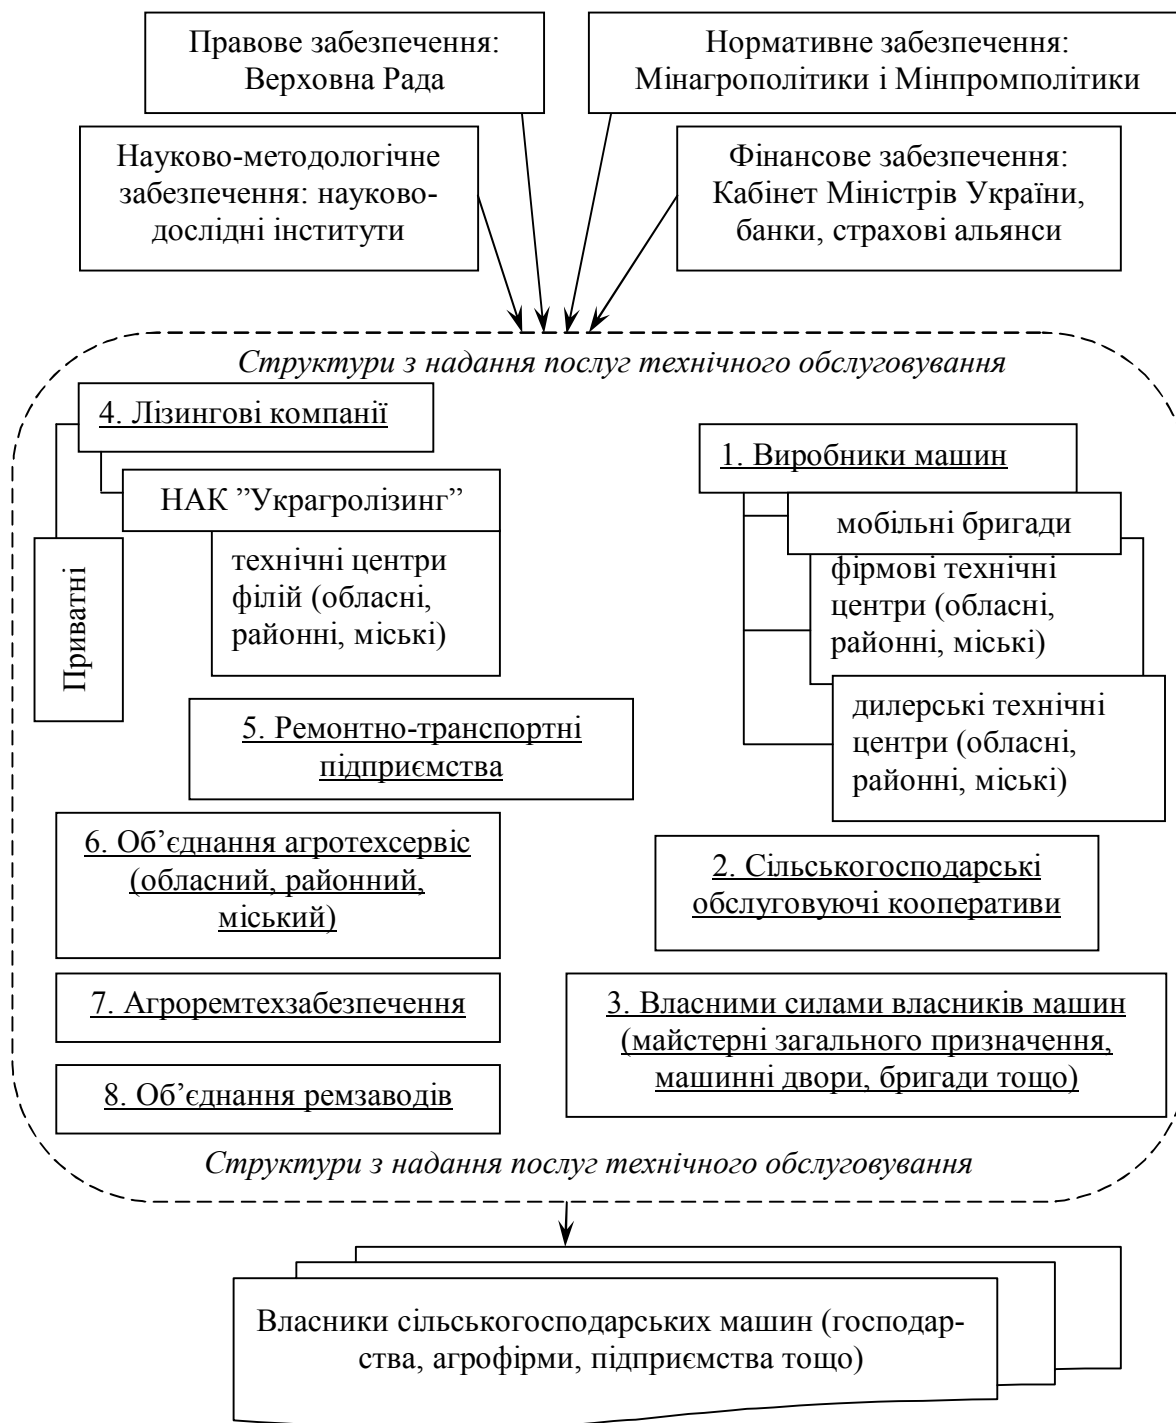 Правове забезпечення:
Верховна Рада
Нормативне забезпечення:
Мінагрополітики і Мінпромполітики
Науково-методологічне
забезпечення: науково-
дослідні інститути
Фінансове забезпечення:
Кабінет Міністрів України,
банки, страхові альянси
Структури з надання послуг технічного обслуговування
4. Лізингові компанії
НАК ”Украгролізинг”
технічні центри
філій (обласні,
районні, міські)
Приватні
1. Виробники машин
мобільні бригади
фірмові технічні
центри (обласні,
районні, міські)
дилерські технічні
центри (обласні,
районні, міські)
5. Ремонтно-транспортні
підприємства
6. Об’єднання агротехсервіс
(обласний, районний,
міський)
2. Сільськогосподарські
обслуговуючі кооперативи
7. Агроремтехзабезпечення
3. Власними силами власників машин
(майстерні загального призначення,
машинні двори, бригади тощо)
8. Об’єднання ремзаводів
Структури з надання послуг технічного обслуговування
Власники сільськогосподарських машин (господар-
ства, агрофірми, підприємства тощо)